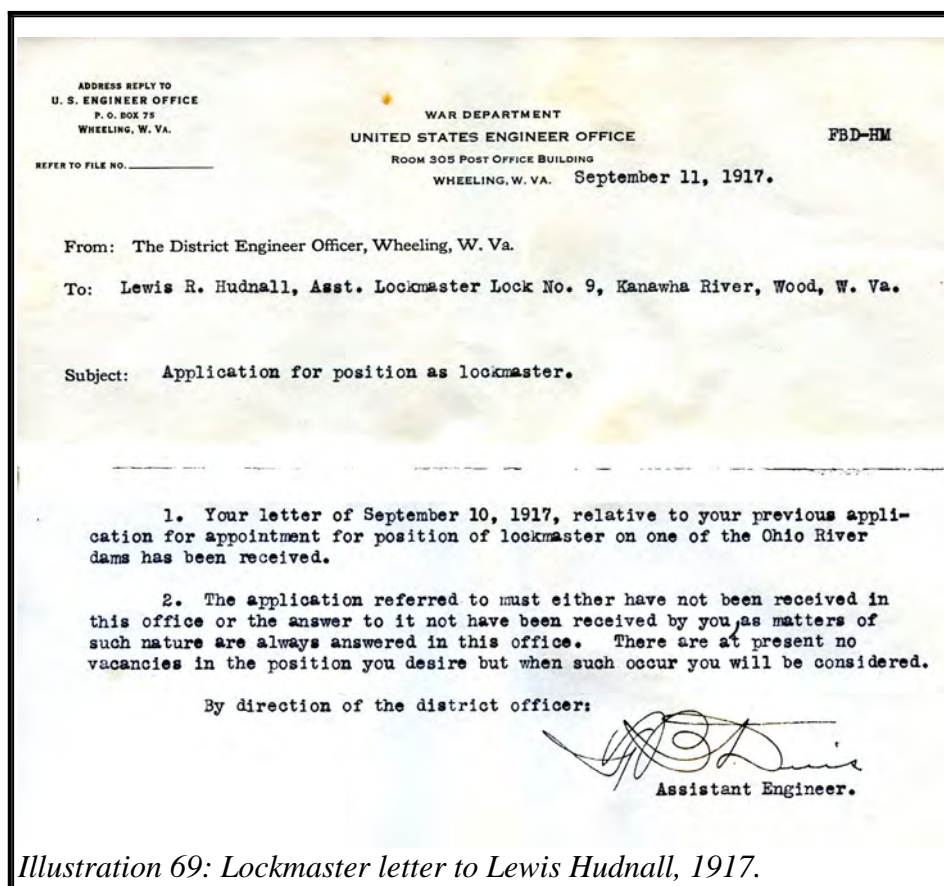 ADDRESS REPLY TO
U. S. ENGINEER OFFICE
P. O. BOX 75
WHEELING, W. VA.
REFER TO FILE NO.
WAR DEPARTMENT
UNITED STATES ENGINEER OFFICE
ROOM 305 POST OFFICE BUILDING
WHEELING, W. VA. September 11, 1917.
FBD-HM
From: The District Engineer Officer, Wheeling, W. Va.
To: Lewis R. Hudnall, Asst. Lockmaster Lock No. 9, Kanawha River, Wood, W. Va.
Subject: Application for position as lockmaster.
1. Your letter of September 10, 1917, relative to your previous appli-
cation for appointment for position of lockmaster on one of the Ohio River
dams has been received.
2. The application referred to must either have not been received in
this office or the answer to it not have been received by you, as matters of
such nature are always answered in this office. There are at present no
vacancies in the position you desire but when such occur you will be considered.
By direction of the district officer:
Assistant Engineer.
Illustration 69: Lockmaster letter to Lewis Hudnall, 1917.